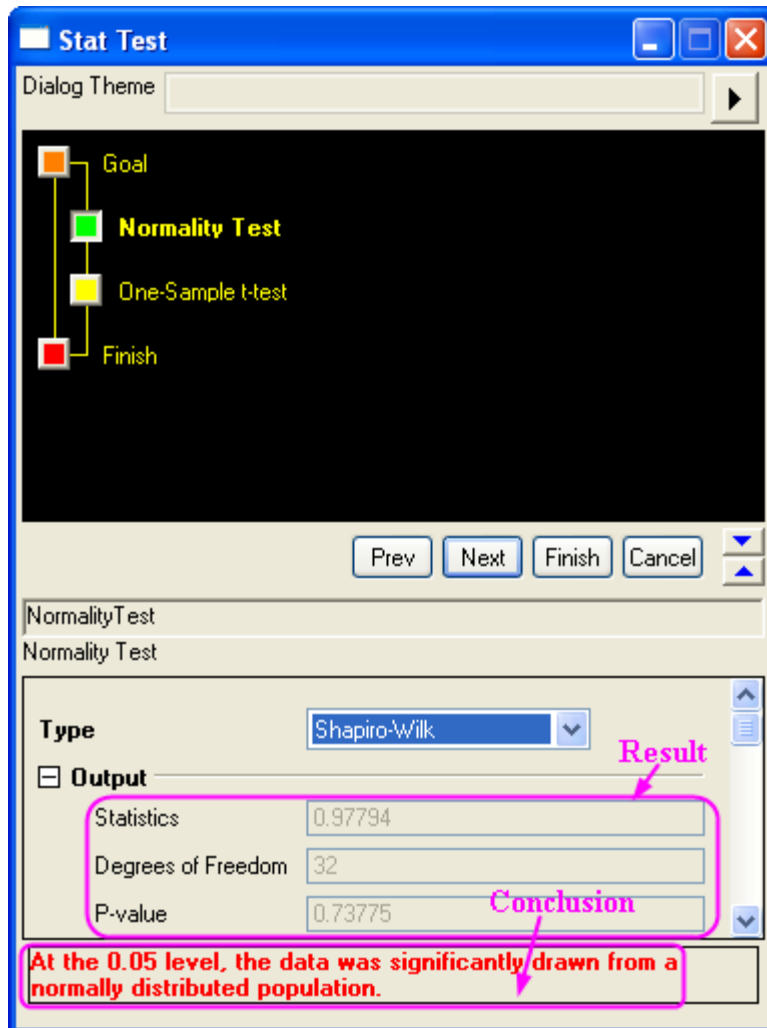 Stat Test
Dialog Theme
Goal
Normality Test
One-Sample t-test
Finish
Prev Next Finish Cancel
NormalityTest
Normality Test
Type Shapiro-Wilk
Result
Output
Statistics 0.97794
Degrees of Freedom 32
P-value 0.73775
Conclusion
At the 0.05 level, the data was significantly drawn from a
normally distributed population.